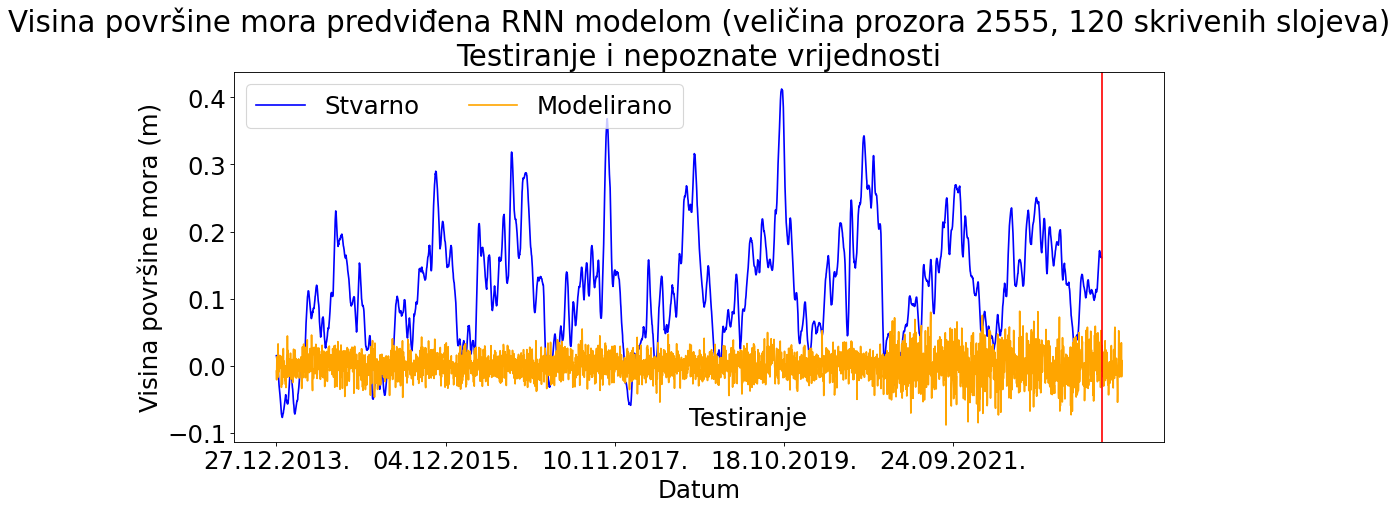 Visina površine mora predviđena RNN modelom (veličina prozora 2555, 120 skrivenih slojeva)
Testiranje i nepoznate vrijednosti
Stvarno Modelirano
Visina površine mora (m)
0.4
0.3
0.2
0.1
0.0
−0.1
Testiranje
27.12.2013. 04.12.2015. 10.11.2017. 18.10.2019. 24.09.2021.
Datum